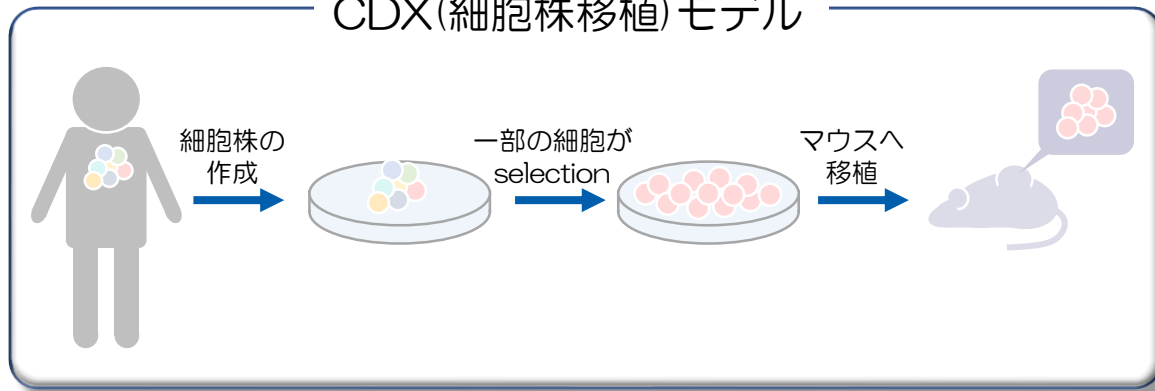 CDX(細胞株移植)モデル
細胞株の
作成
一部の細胞が
selection
マウスへ
移植